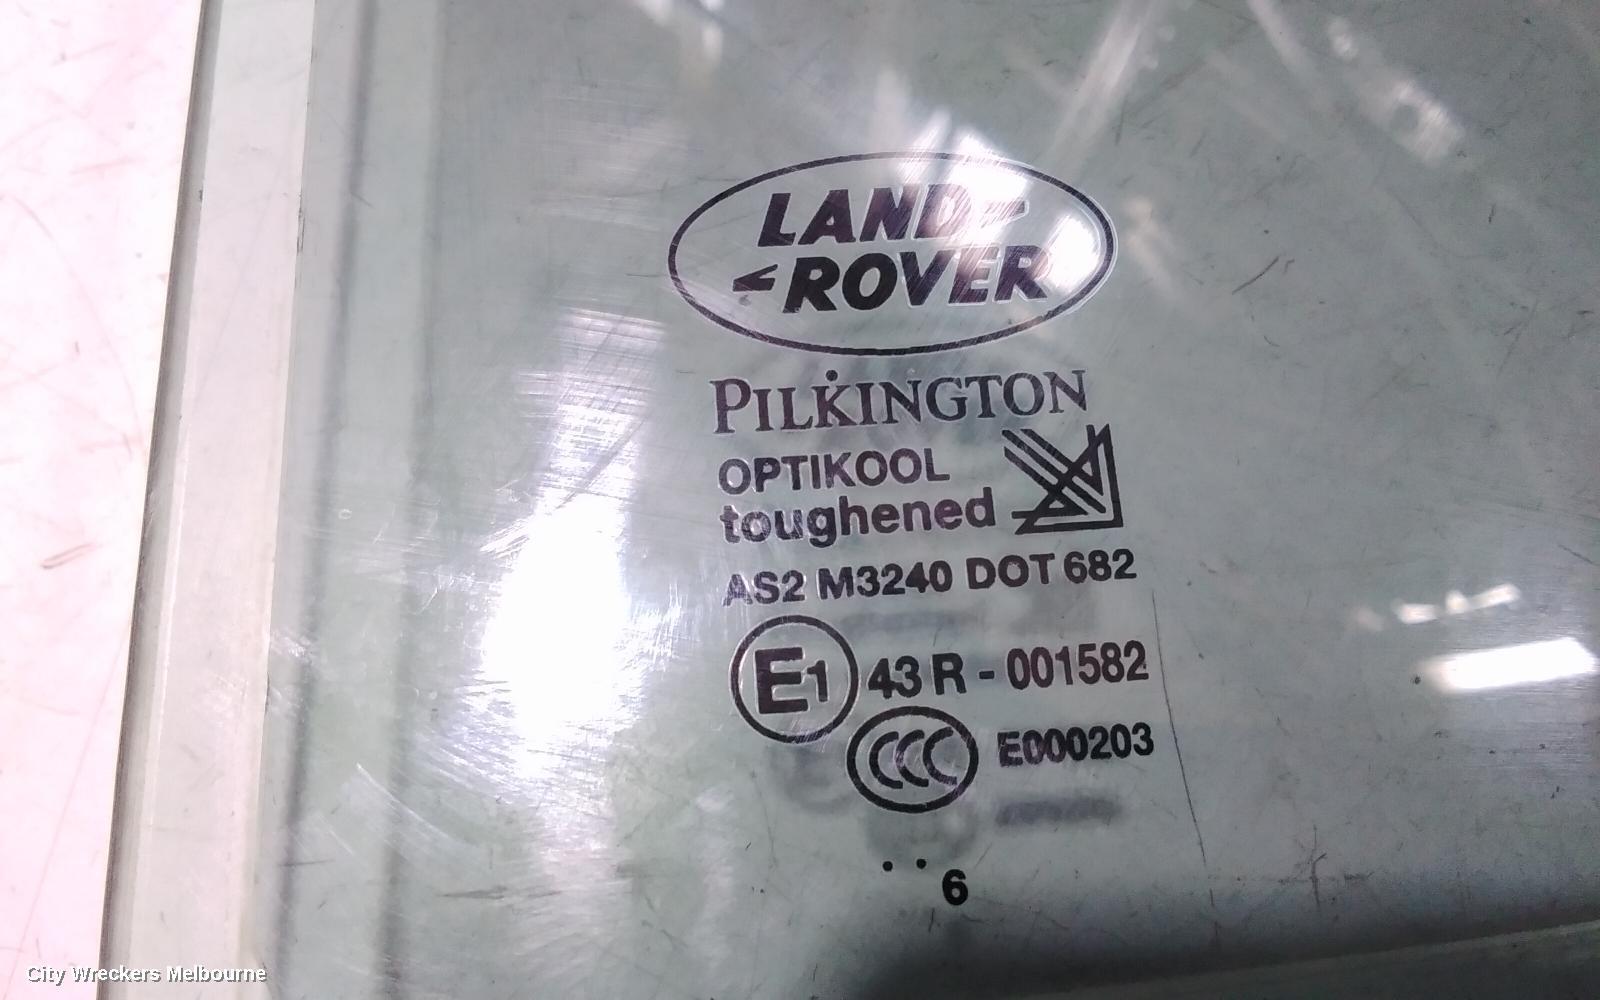 LAND
ROVER
PILKINGTON
OPTIKOOL
toughened
AS2 M3240 DOT 682
E1 43 R - 001582
CCC E000203
.. 6
City Wreckers Melbourne